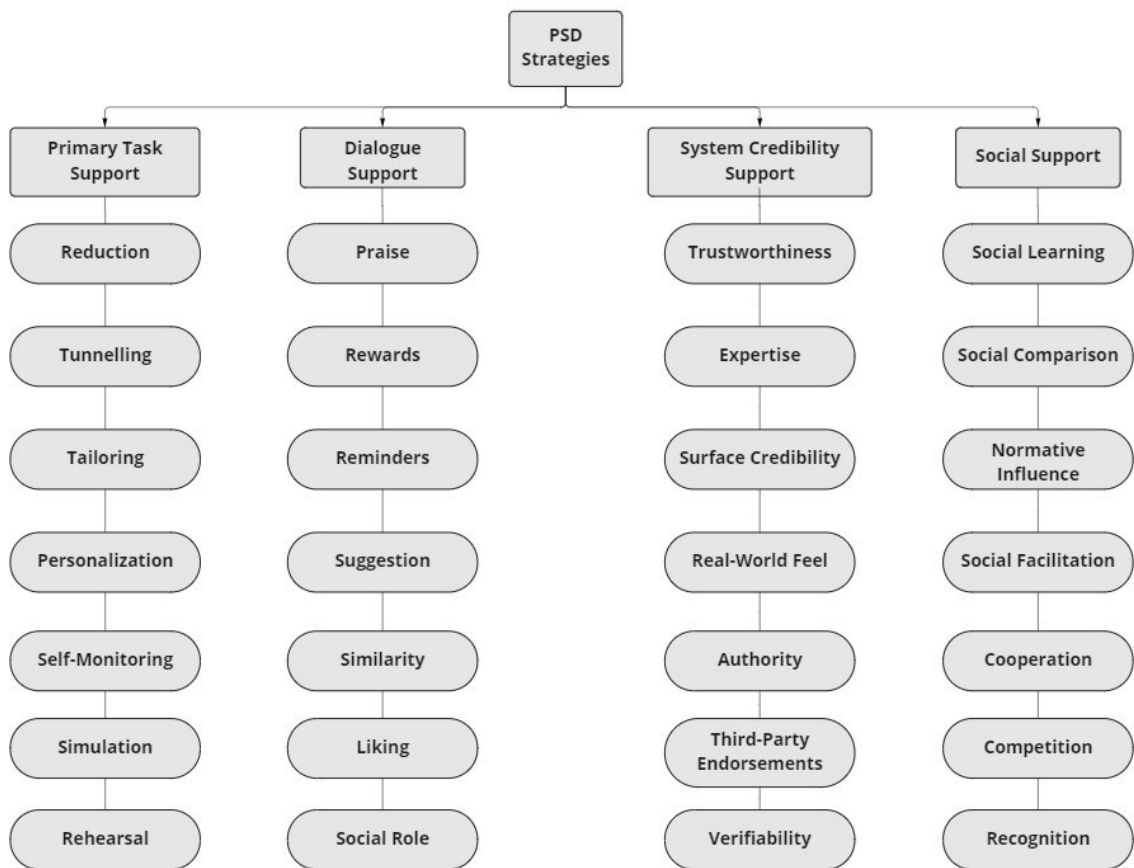 PSD
Strategies
Primary Task
Support
Dialogue
Support
System Credibility
Support
Social Support
Reduction
Praise
Trustworthiness
Social Learning
Tunnelling
Rewards
Expertise
Social Comparison
Tailoring
Reminders
Surface Credibility
Normative
Influence
Personalization
Suggestion
Real-World Feel
Social Facilitation
Self-Monitoring
Similarity
Authority
Cooperation
Simulation
Liking
Third-Party
Endorsements
Competition
Rehearsal
Social Role
Verifiability
Recognition